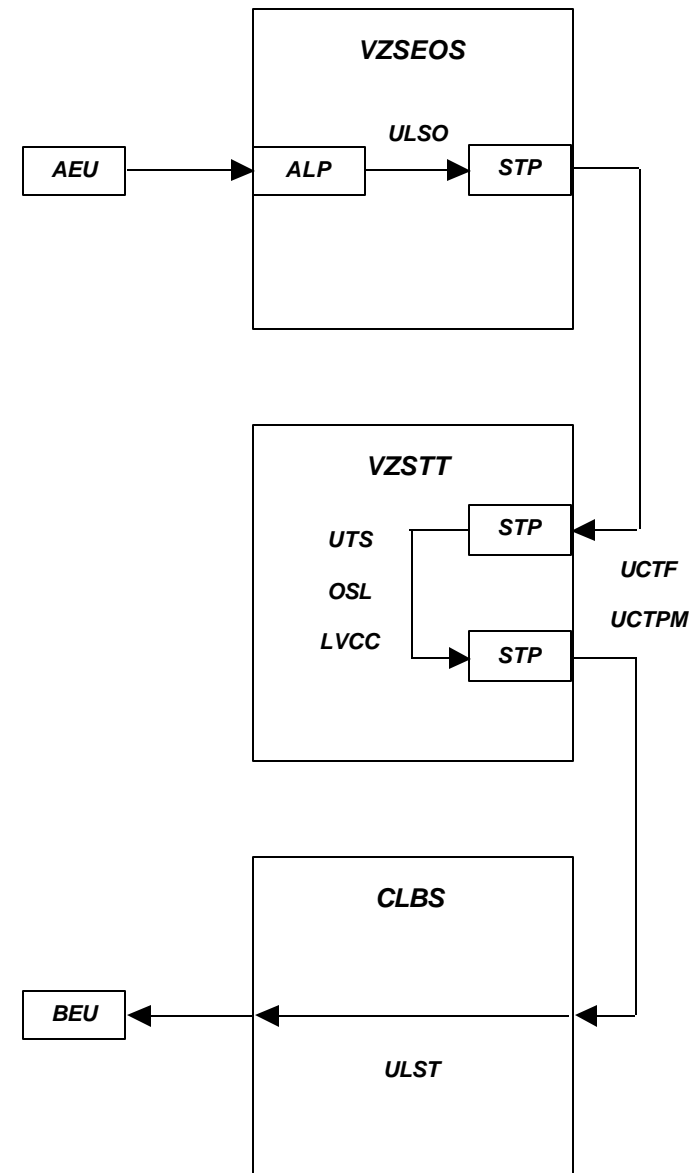 VZSEOS
ULSO
AEU
ALP
STP
VZSTT
STP
UTS
OSL
LVCC
UCTF
UCTPM
STP
CLBS
BEU
ULST